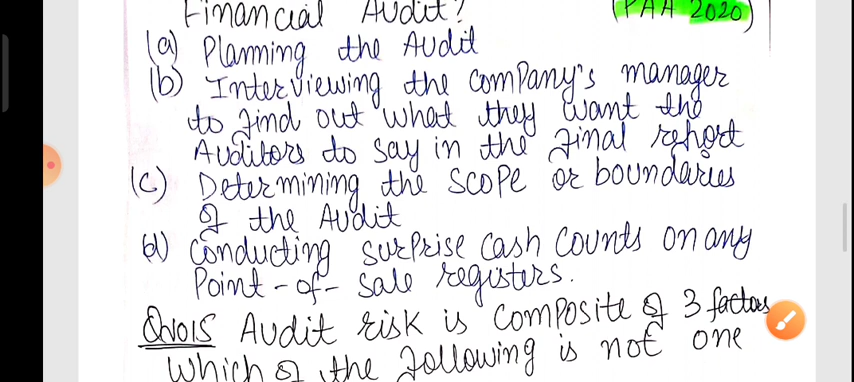 Financial Audit?
(PAA 2020)
(a) Planning the Audit
(b) Interviewing the company's manager
to find out what they want the
Auditors to say in the final report
(c) Determining the scope or boundaries
of the Audit
d) Conducting surprise cash counts on any
Point-of-sale registers.
QNO15 Audit risk is composite of 3 factors
Which of the following is not one